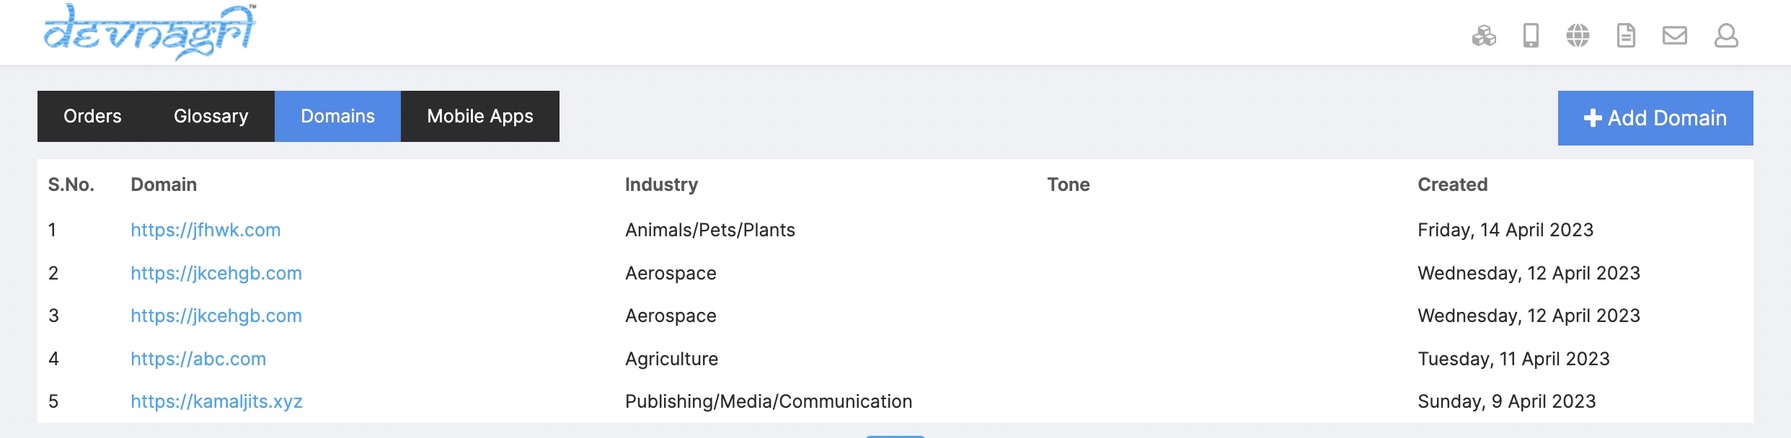 devnagri™
Orders Glossary Domains Mobile Apps
Add Domain
S.No. Domain Industry Tone Created
1 https://jfhwk.com Animals/Pets/Plants Friday, 14 April 2023
2 https://jkcehgb.com Aerospace Wednesday, 12 April 2023
3 https://jkcehgb.com Aerospace Wednesday, 12 April 2023
4 https://abc.com Agriculture Tuesday, 11 April 2023
5 https://kamaljits.xyz Publishing/Media/Communication Sunday, 9 April 2023